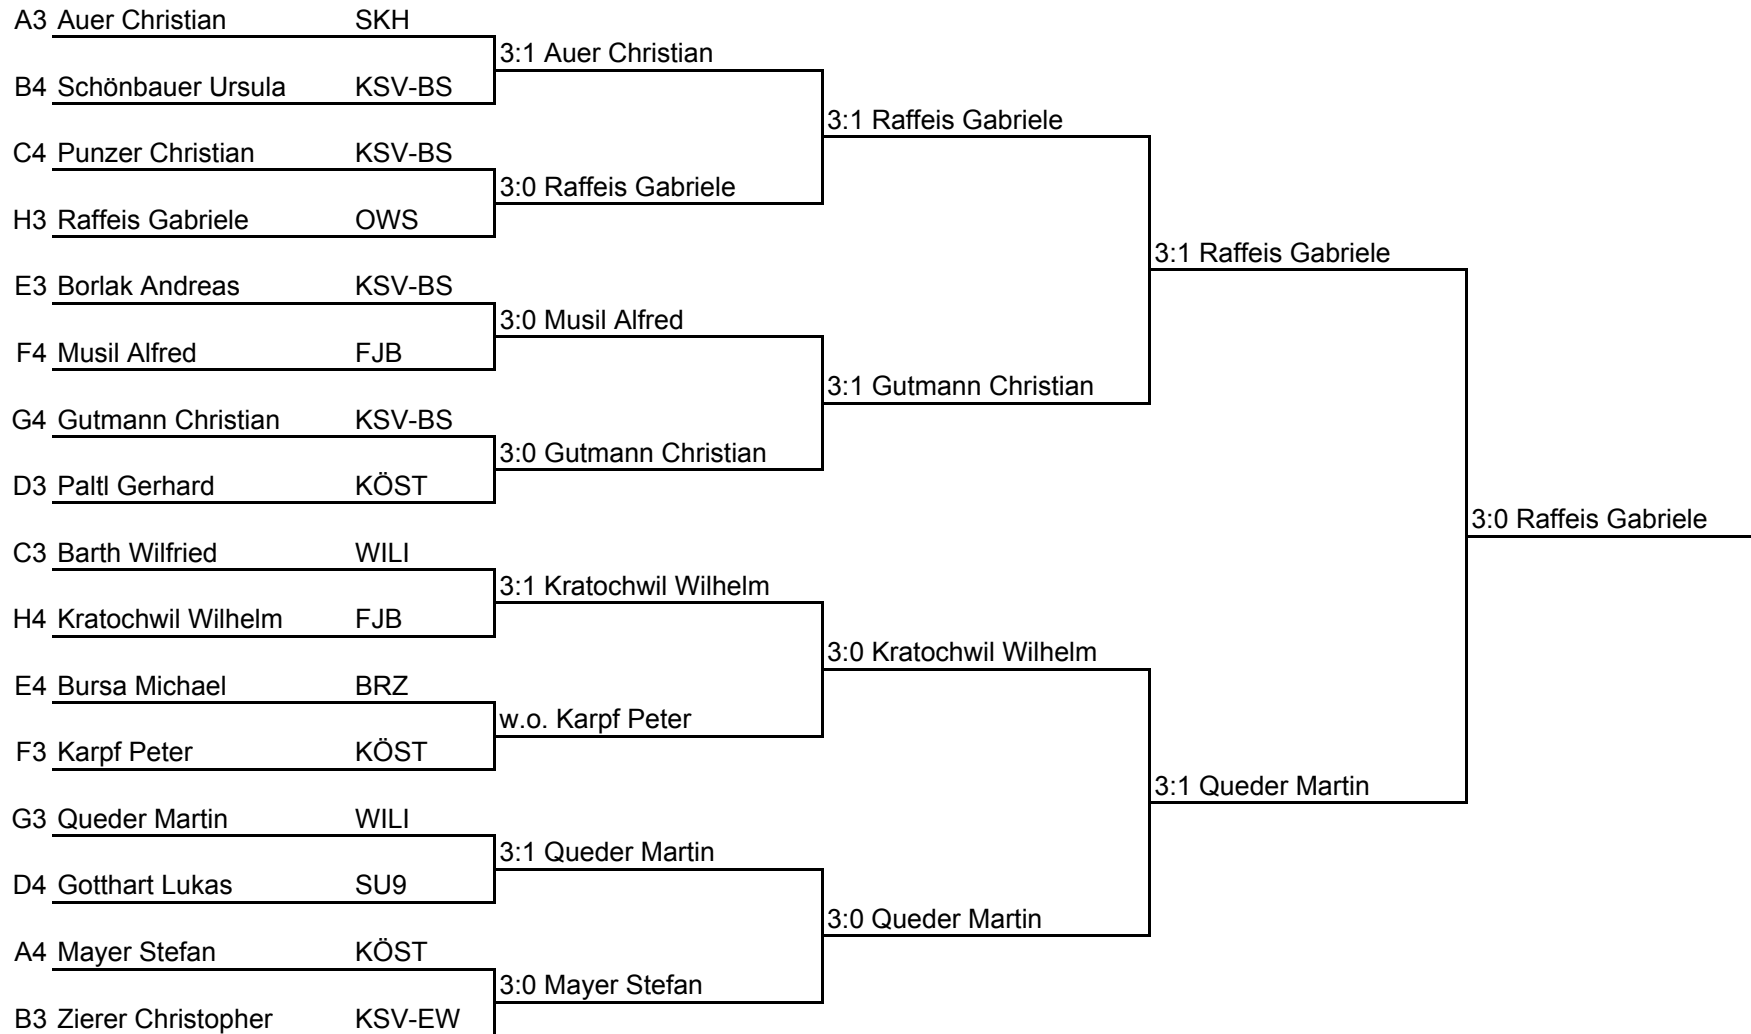 A3 Auer Christian SKH
3:1 Auer Christian
B4 Schönbauer Ursula KSV-BS
3:1 Raffeis Gabriele
C4 Punzer Christian KSV-BS
3:0 Raffeis Gabriele
H3 Raffeis Gabriele OWS
3:1 Raffeis Gabriele
E3 Borlak Andreas KSV-BS
3:0 Musil Alfred
F4 Musil Alfred FJB
3:1 Gutmann Christian
G4 Gutmann Christian KSV-BS
3:0 Gutmann Christian
D3 Paltl Gerhard KÖST
3:0 Raffeis Gabriele
C3 Barth Wilfried WILI
3:1 Kratochwil Wilhelm
H4 Kratochwil Wilhelm FJB
3:0 Kratochwil Wilhelm
E4 Bursa Michael BRZ
w.o. Karpf Peter
F3 Karpf Peter KÖST
3:1 Queder Martin
G3 Queder Martin WILI
3:1 Queder Martin
D4 Gotthart Lukas SU9
3:0 Queder Martin
A4 Mayer Stefan KÖST
3:0 Mayer Stefan
B3 Zierer Christopher KSV-EW